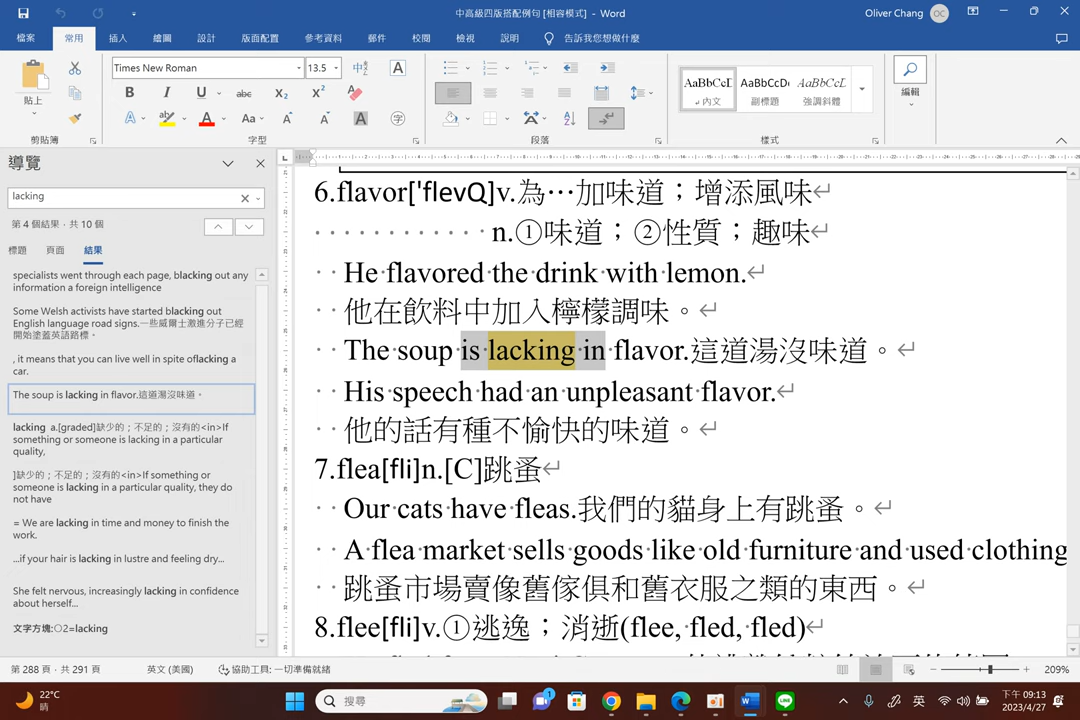 中高級四版搭配例句 [相容模式] - Word
Oliver Chang OC
檔案 常用 插入 繪圖 設計 版面配置 參考資料 郵件 校閱 檢視 說明 告訴我您想做什麼
貼上 Times New Roman 13.5
B I U abc X₂ X² A
A ab A Aa A A A 字
AaBbCcD AaBbCcDt AaBbCcD
內文 副標題 強調斜體
編輯
剪貼簿 字型 段落 樣式
導覽
lacking
第 4 個結果，共 10 個
標題 頁面 結果
specialists went through each page, blacking out any
information a foreign intelligence
Some Welsh activists have started blacking out
English language road signs.一些威爾士激進分子已經
開始塗蓋英語路標。
, it means that you can live well in spite oflacking a
car.
The soup is lacking in flavor.這道湯沒味道。
lacking a.[graded]缺少的；不足的；沒有的<in>If
something or someone is lacking in a particular
quality,
]缺少的；不足的；沒有的<in>If something or
someone is lacking in a particular quality, they do
not have
= We are lacking in time and money to finish the
work.
...if your hair is lacking in lustre and feeling dry...
She felt nervous, increasingly lacking in confidence
about herself...
文字方塊:○2=lacking
6.flavor['flevQ]v.為…加味道；增添風味
n.①味道；②性質；趣味
He flavored the drink with lemon.
他在飲料中加入檸檬調味。
The soup is lacking in flavor.這道湯沒味道。
His speech had an unpleasant flavor.
他的話有種不愉快的味道。
7.flea[fli]n.[C]跳蚤
Our cats have fleas.我們的貓身上有跳蚤。
A flea market sells goods like old furniture and used clothing
跳蚤市場賣像舊傢俱和舊衣服之類的東西。
8.flee[fli]v.①逃逸；消逝(flee, fled, fled)
第 288 頁，共 291 頁 英文 (美國) 協助工具: 一切準備就緒 209%
22°C
晴
搜尋
1
英
下午 09:13
2023/4/27